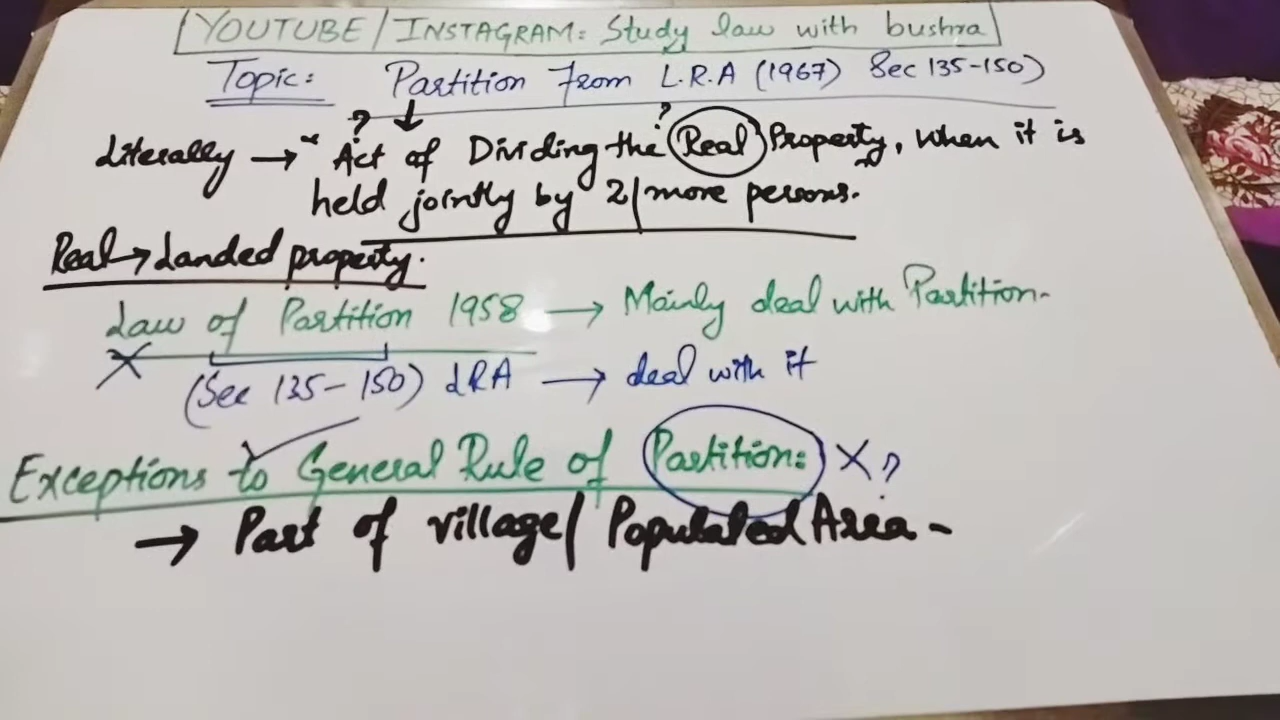 YOUTUBE/INSTAGRAM: Study law with bushra
Topic: Partition From L.R.A (1967) Sec 135-150)
? ?
Literally → " Act of Dividing the Real Property, when it is
held jointly by 2/more persons.
Real → Landed property.
Law of Partition 1958 → Mainly deal with Partition.
(Sec 135-150) LRA → deal with it
Exceptions to General Rule of Partition: X ?
→ Part of village/Populated Area -